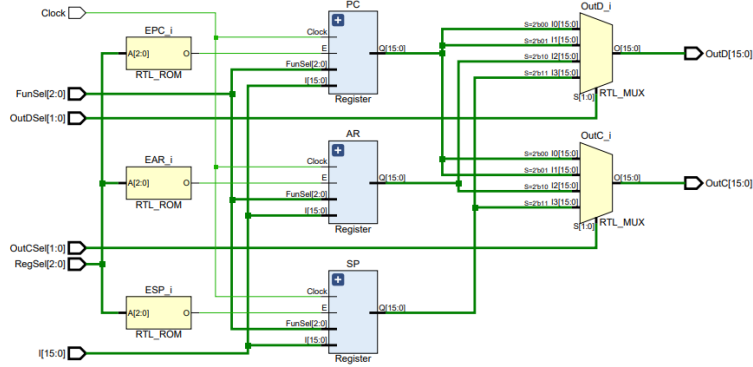 Clock
FunSel[2:0]
OutDSel[1:0]
OutCSel[1:0]
RegSel[2:0]
I[15:0]
EPC_i
A[2:0] O
RTL_ROM
EAR_i
A[2:0] O
RTL_ROM
ESP_i
A[2:0] O
RTL_ROM
PC
Clock
E
FunSel[2:0]
I[15:0]
Q[15:0]
Register
AR
Clock
E
FunSel[2:0]
I[15:0]
Q[15:0]
Register
SP
Clock
E
FunSel[2:0]
I[15:0]
Q[15:0]
Register
OutD_i
S=2'b00 I0[15:0]
S=2'b01 I1[15:0]
S=2'b10 I2[15:0]
S=2'b11 I3[15:0]
O[15:0]
S[1:0]
RTL_MUX
OutD[15:0]
OutC_i
S=2'b00 I0[15:0]
S=2'b01 I1[15:0]
S=2'b10 I2[15:0]
S=2'b11 I3[15:0]
O[15:0]
S[1:0]
RTL_MUX
OutC[15:0]